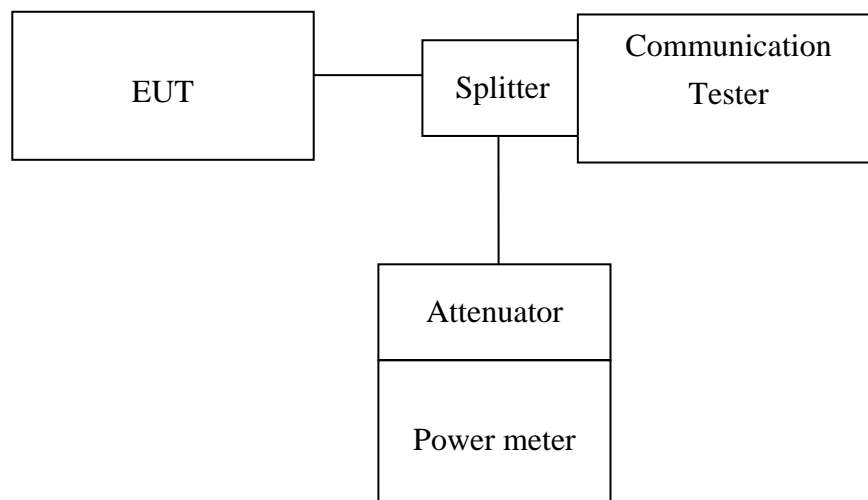 EUT
Splitter
Communication
Tester
Attenuator
Power meter